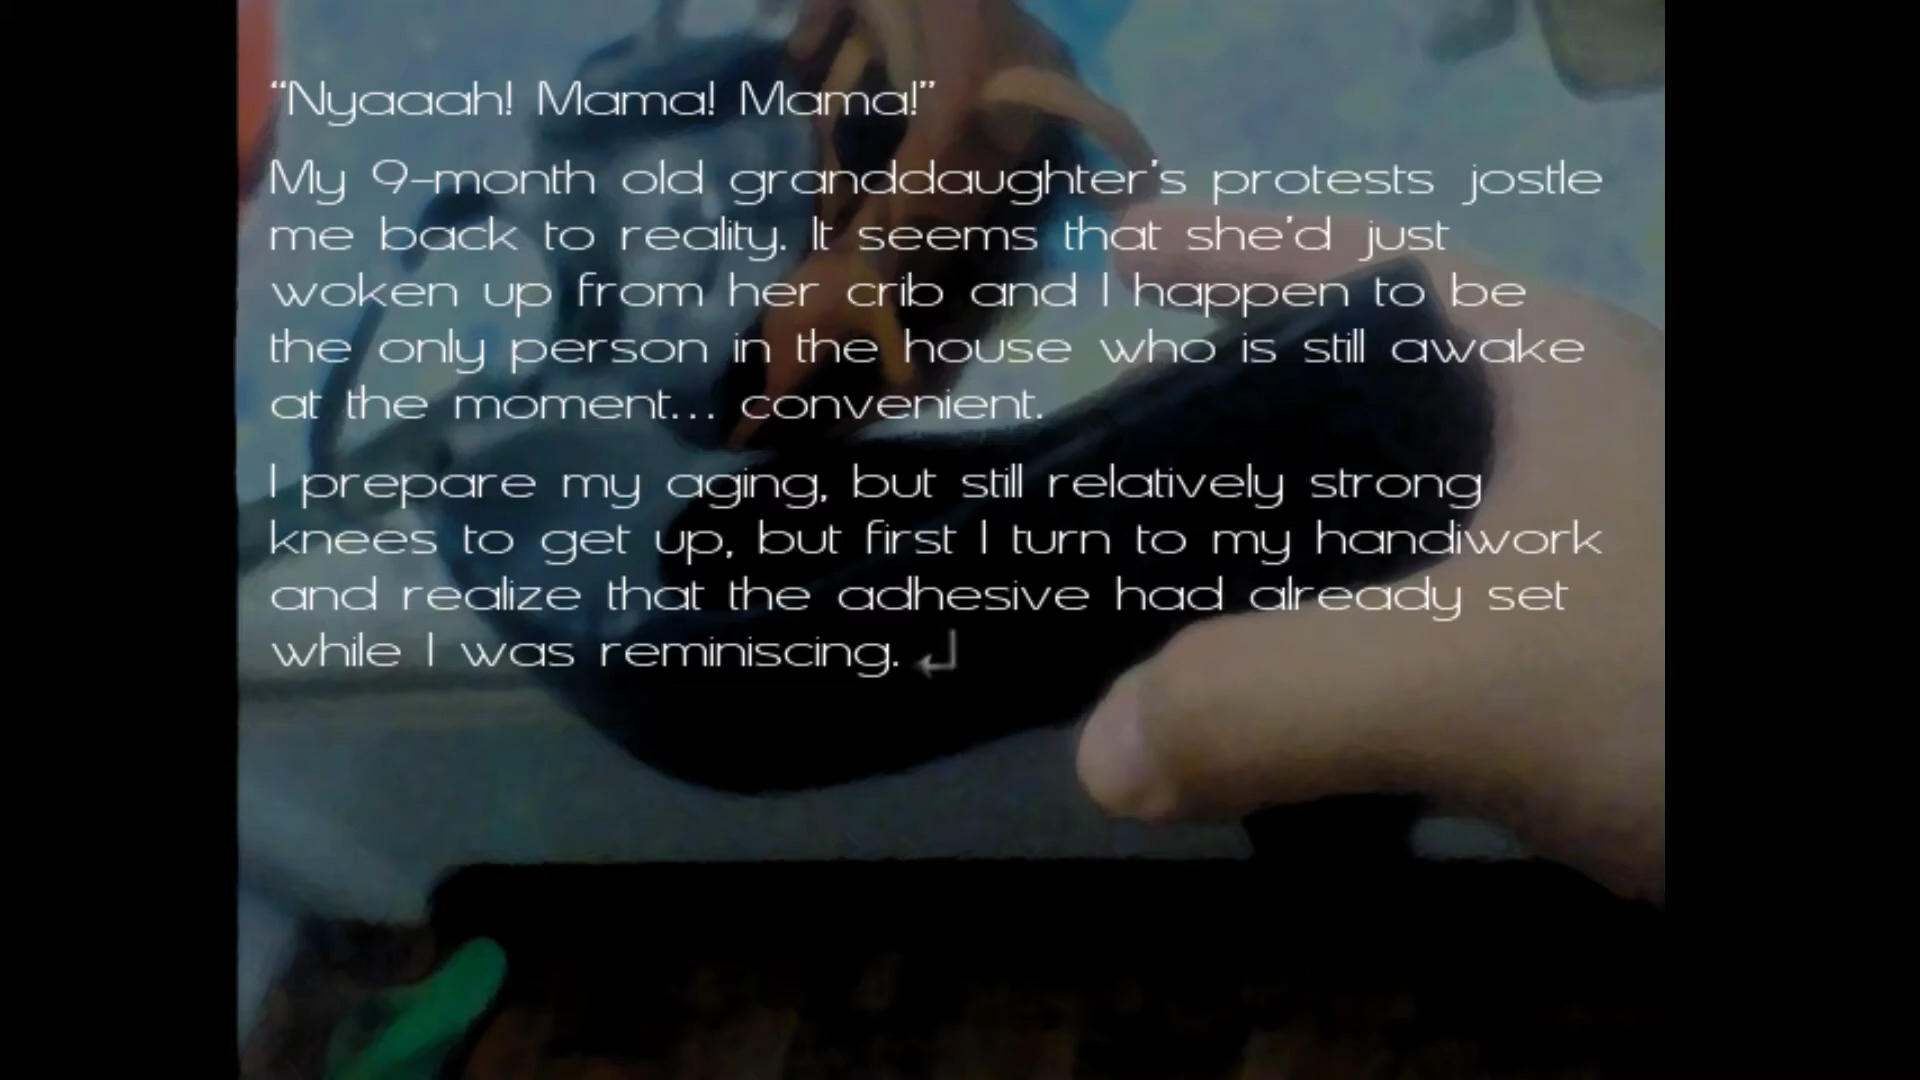 “Nyaaah! Mama! Mama!”
My 9-month old granddaughter’s protests jostle
me back to reality. It seems that she’d just
woken up from her crib and I happen to be
the only person in the house who is still awake
at the moment... convenient.
I prepare my aging, but still relatively strong
knees to get up, but first I turn to my handiwork
and realize that the adhesive had already set
while I was reminiscing.